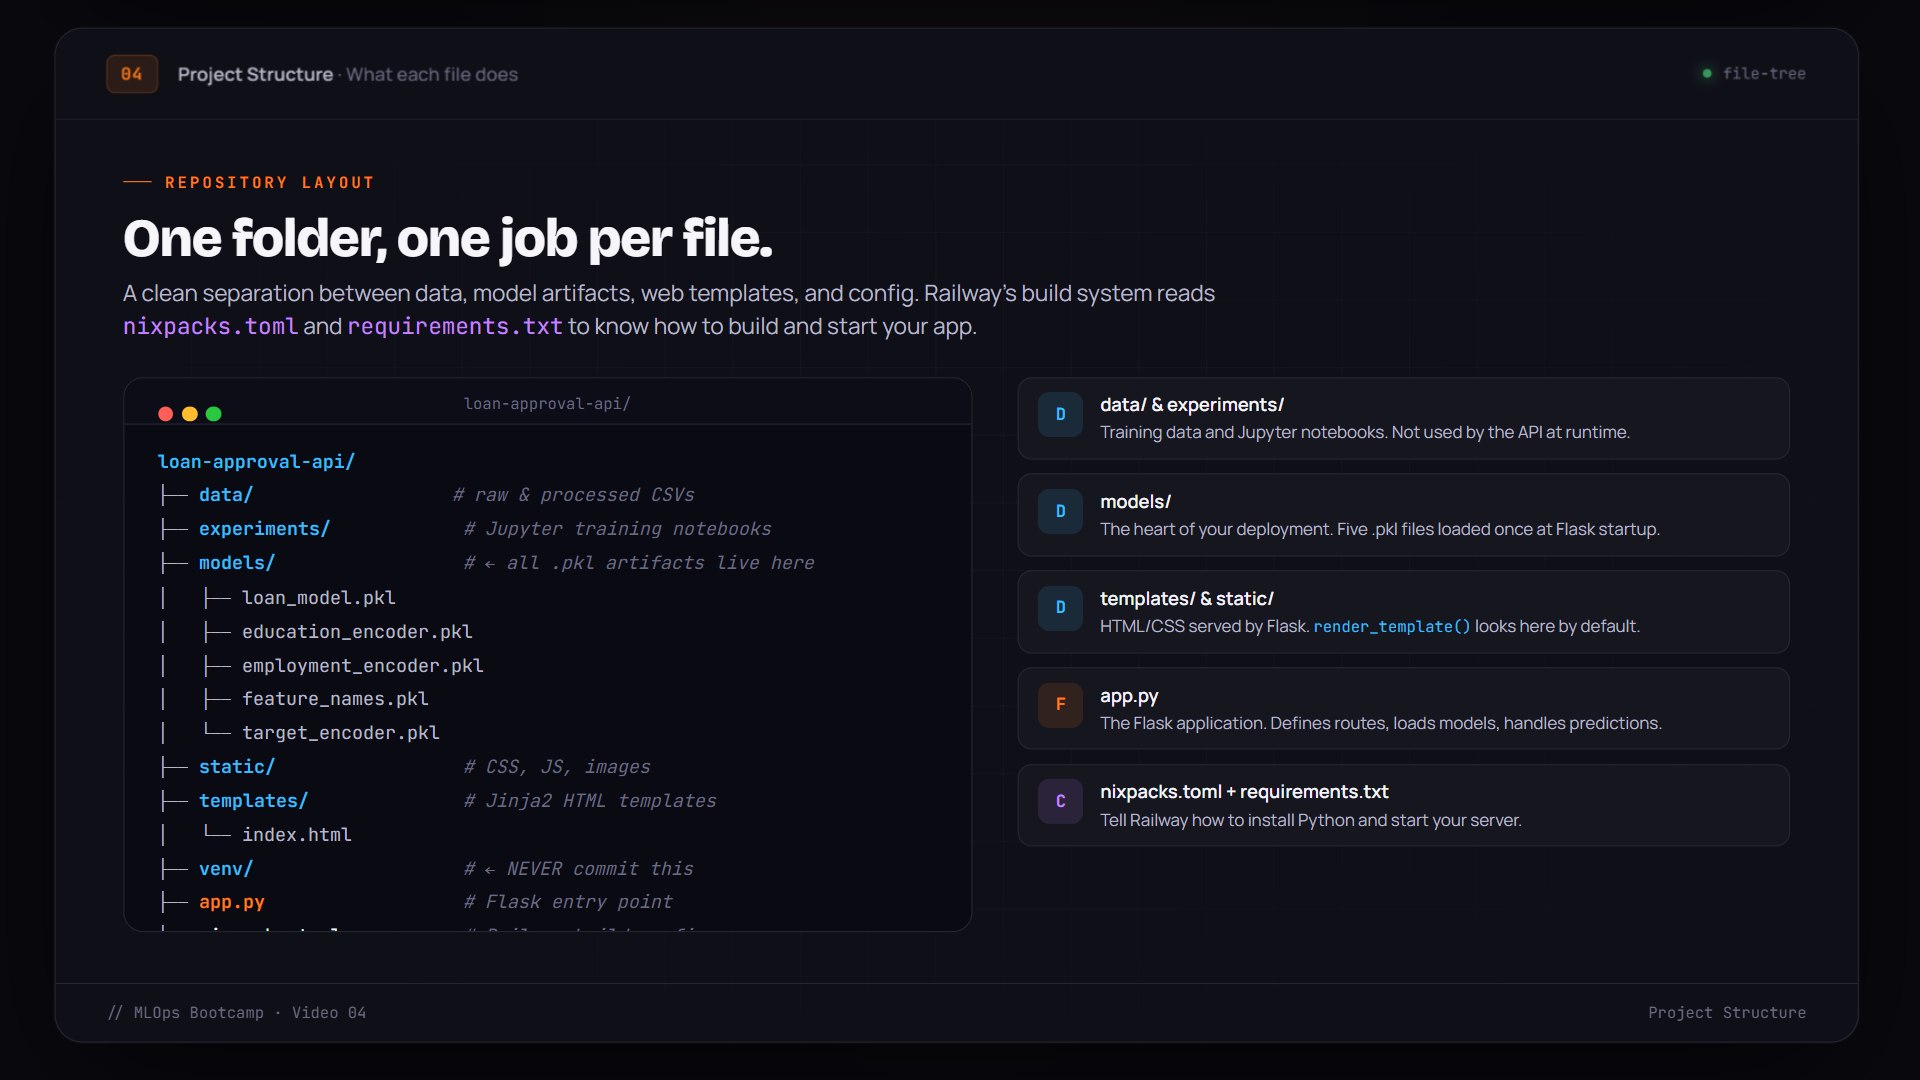 04 Project Structure · What each file does
file-tree
REPOSITORY LAYOUT
One folder, one job per file.
A clean separation between data, model artifacts, web templates, and config. Railway's build system reads
nixpacks.toml and requirements.txt to know how to build and start your app.
loan-approval-api/
loan-approval-api/
├── data/ # raw & processed CSVs
├── experiments/ # Jupyter training notebooks
├── models/ # ← all .pkl artifacts live here
│ ├── loan_model.pkl
│ ├── education_encoder.pkl
│ ├── employment_encoder.pkl
│ ├── feature_names.pkl
│ └── target_encoder.pkl
├── static/ # CSS, JS, images
├── templates/ # Jinja2 HTML templates
│ └── index.html
├── venv/ # ← NEVER commit this
├── app.py # Flask entry point
D
data/ & experiments/
Training data and Jupyter notebooks. Not used by the API at runtime.
D
models/
The heart of your deployment. Five .pkl files loaded once at Flask startup.
D
templates/ & static/
HTML/CSS served by Flask. render_template() looks here by default.
F
app.py
The Flask application. Defines routes, loads models, handles predictions.
C
nixpacks.toml + requirements.txt
Tell Railway how to install Python and start your server.
// MLOps Bootcamp · Video 04
Project Structure